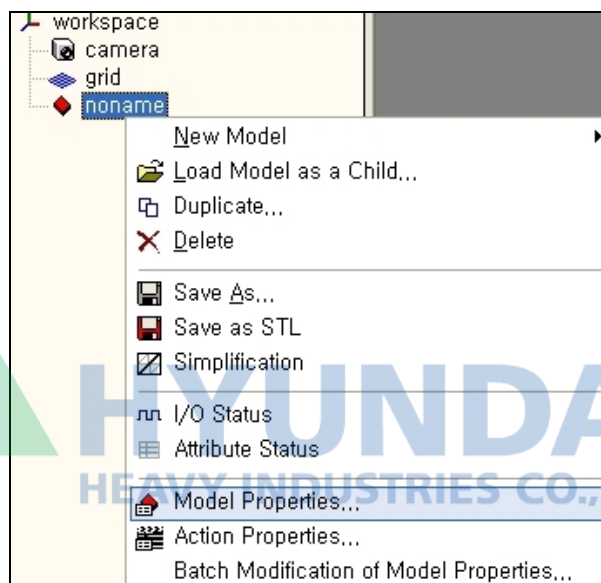 workspace
camera
grid
noname
New Model
Load Model as a Child...
Duplicate...
Delete
Save As...
Save as STL
Simplification
I/O Status
Attribute Status
Model Properties...
Action Properties...
Batch Modification of Model Properties...
HYUNDA
HEAVY INDUSTRIES CO.,